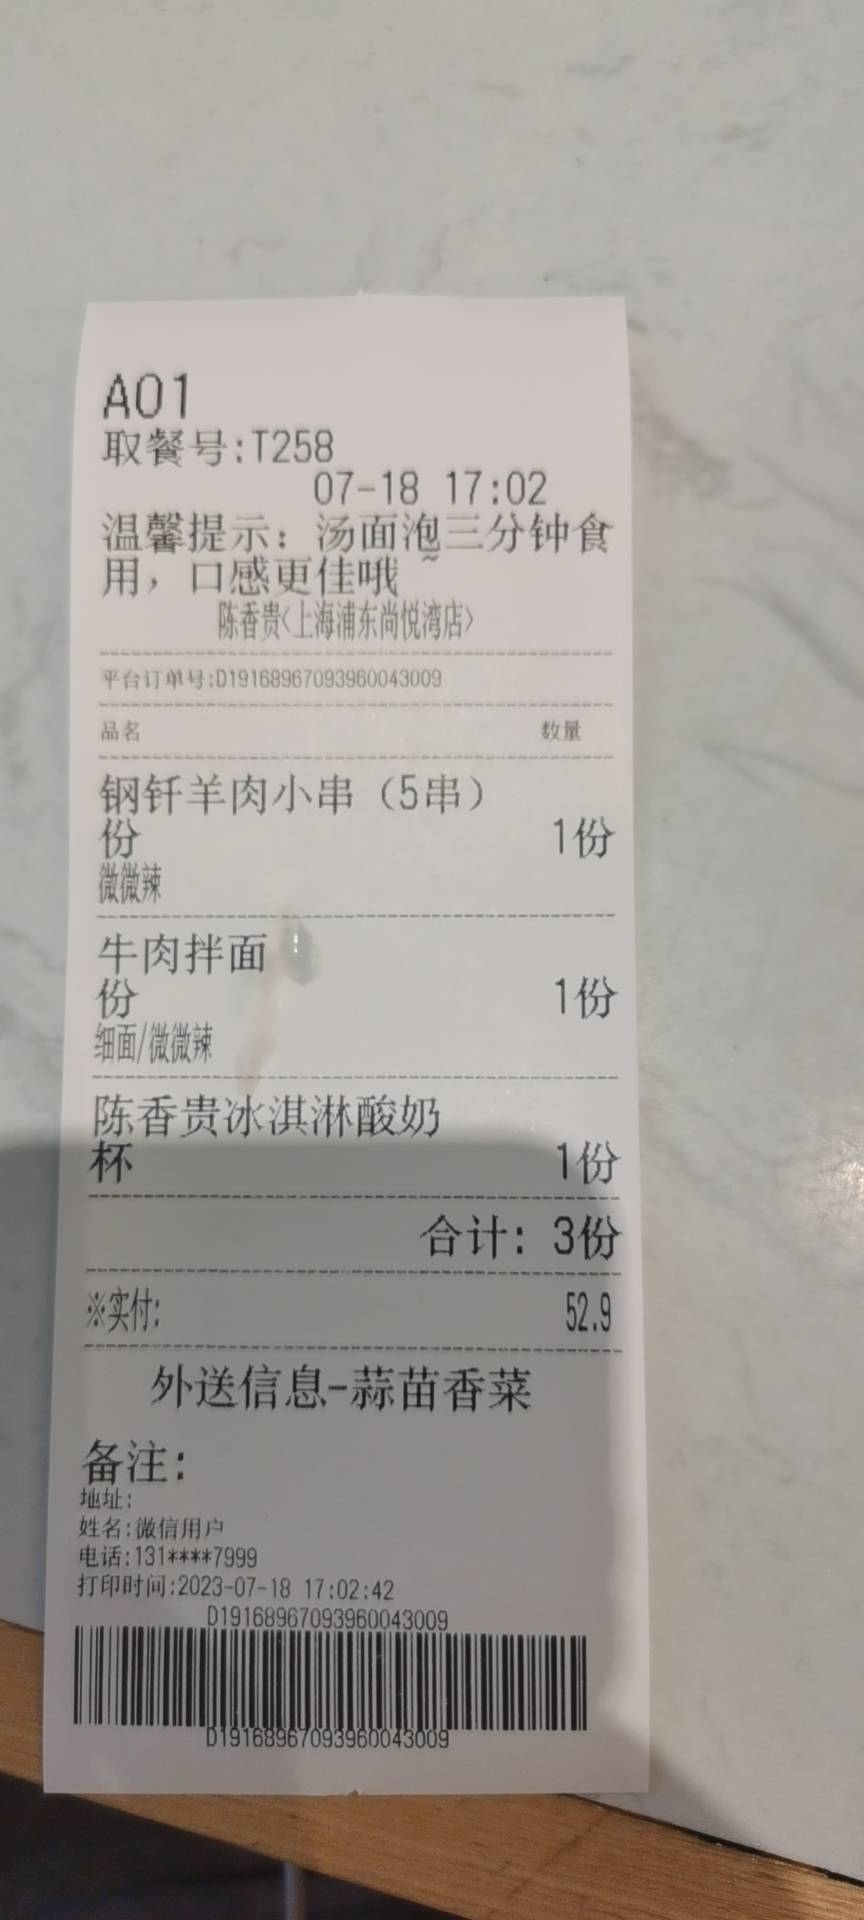 A01
取餐号:T258
07-18 17:02
温馨提示：汤面泡三分钟食
用，口感更佳哦~
陈香贵<上海浦东尚悦湾店>
平台订单号:D19168967093960043009
品名 数量
钢钎羊肉小串（5串）
份 1份
微微辣
牛肉拌面
份 1份
细面/微微辣
陈香贵冰淇淋酸奶
杯 1份
合计: 3份
※实付: 52.9
外送信息-蒜苗香菜
备注:
地址:
姓名:微信用户
电话:131****7999
打印时间:2023-07-18 17:02:42
D19168967093960043009
D19168967093960043009